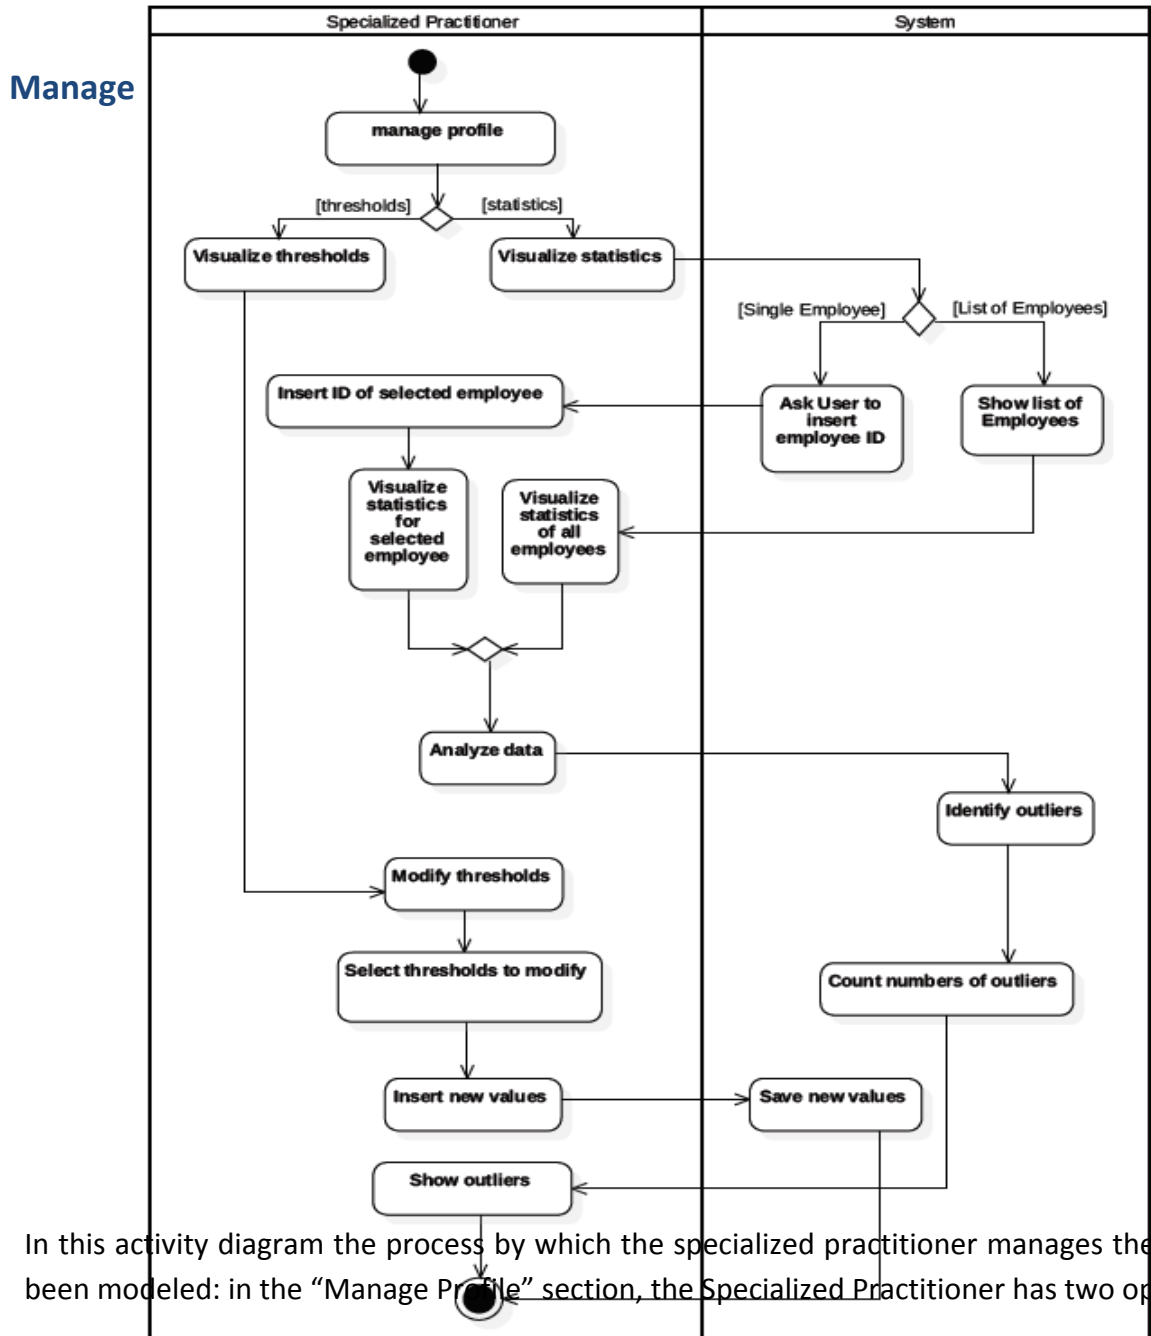 Specialized Practitioner
System
Manage
manage profile
[thresholds]
[statistics]
Visualize thresholds
Visualize statistics
[Single Employee]
[List of Employees]
Insert ID of selected employee
Ask User to
insert
employee ID
Show list of
Employees
Visualize
statistics
for
selected
employee
Visualize
statistics
of all
employees
Analyze data
Identify outliers
Modify thresholds
Select thresholds to modify
Count numbers of outliers
Insert new values
Save new values
Show outliers
In this activity diagram the process by which the specialized practitioner manages the
been modeled: in the “Manage Profile” section, the Specialized Practitioner has two op